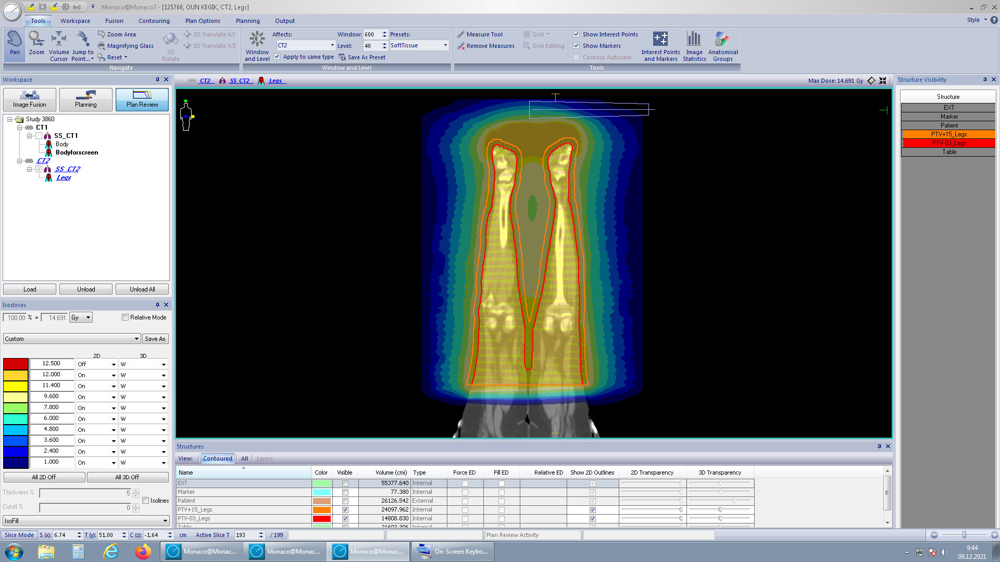 Monaco@Monaco3 - [125760, OUN KEGIK, CT2, Legs]
Tools Workspace Fusion Contouring Plan Options Planning Output
Style
Pan
Zoom
Volume Cursor
Jump to Point...
Zoom Area
Magnifying Glass
Reset
3D Rotate
3D Translate X/Y
3D Translate X/Z
Navigate
Window and Level
Affects:
CT2
Apply to same type
Window: 600
Level: 40
Presets:
SoftTissue
Save As Preset
Window and Level
Measure Tool
Remove Measures
Grid
Grid Editing
Show Interest Points
Show Markers
Contour Autosave
Interest Points and Markers
Image Statistics
Anatomical Groups
Tools
Workspace
Image Fusion
Planning
Plan Review
Study 3860
CT1
SS_CT1
Body
Bodyforscreen
CT2
SS_CT2
Legs
Load
Unload
Unload All
CT2 SS_CT2 Legs
Max Dose: 14.691 Gy
Structure Visibility
Structure
EXT
Marker
Patient
PTV+15_Legs
PTV-03_Legs
Table
Isodoses
100.00 % = 14.691 Gy
Relative Mode
Custom
Save As
2D 3D
12.500 Off W
12.000 On W
11.400 On W
9.600 On W
7.800 On W
6.000 On W
4.800 On W
3.600 On W
2.400 On W
1.000 On W
All 2D Off
All 3D Off
Thickness % 5
Cutoff % 0
Isolines
IsoFill
Structures
View: Contoured All Layers
Name Color Visible Volume (cmi) Type Force ED Fill ED Relative ED Show 2D Outlines 2D Transparency 3D Transparency
EXT 55377.640 Internal
Marker 77.380 Internal
Patient 26126.542 External
PTV+15_Legs 24097.962 Internal
PTV-03_Legs 14808.830 Internal
Slice Mode S (x): 6.74 T (y): 51.00 C (z): -1.64 cm Active Slice T 193 / 199
Plan Review Activity
Monaco@Monac...
Monaco@Monac...
Monaco@Monac...
On-Screen Keybo...
9:44
09.12.2021